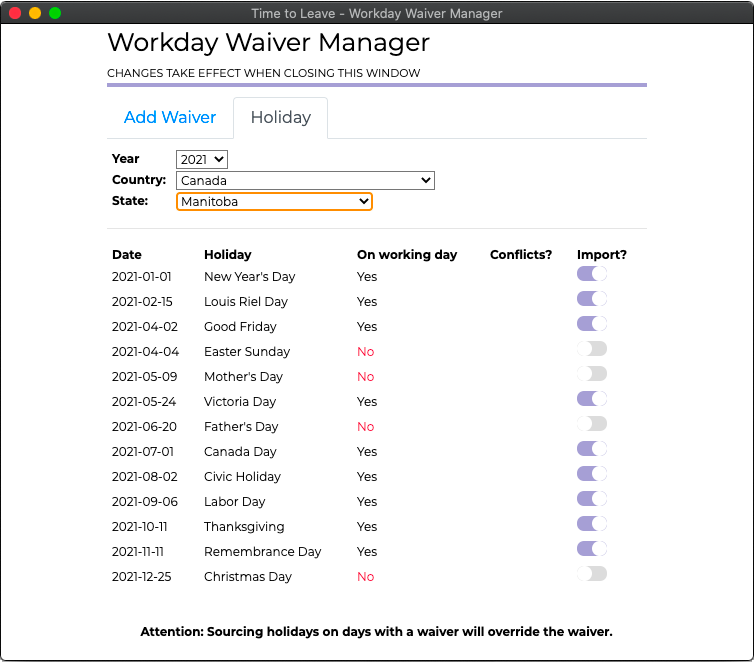 Time to Leave - Workday Waiver Manager
Workday Waiver Manager
CHANGES TAKE EFFECT WHEN CLOSING THIS WINDOW
Add Waiver Holiday
Year 2021
Country: Canada
State: Manitoba
Date Holiday On working day Conflicts? Import?
2021-01-01 New Year's Day Yes
2021-02-15 Louis Riel Day Yes
2021-04-02 Good Friday Yes
2021-04-04 Easter Sunday No
2021-05-09 Mother's Day No
2021-05-24 Victoria Day Yes
2021-06-20 Father's Day No
2021-07-01 Canada Day Yes
2021-08-02 Civic Holiday Yes
2021-09-06 Labor Day Yes
2021-10-11 Thanksgiving Yes
2021-11-11 Remembrance Day Yes
2021-12-25 Christmas Day No
Attention: Sourcing holidays on days with a waiver will override the waiver.